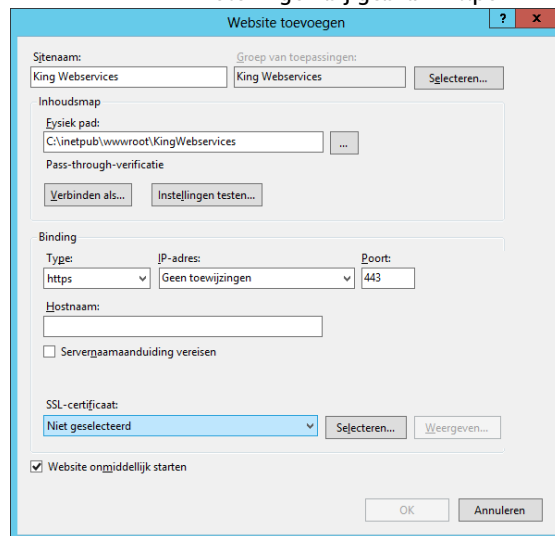 Website toevoegen
? x
Sitenaam: Groep van toepassingen:
King Webservices King Webservices Selecteren...
Inhoudsmap
Fysiek pad:
C:\inetpub\wwwroot\KingWebservices ...
Pass-through-verificatie
Verbinden als... Instellingen testen...
Binding
Type: IP-adres: Poort:
https Geen toewijzingen 443
Hostnaam:
Servernaamaanduiding vereisen
SSL-certificaat:
Niet geselecteerd Selecteren... Weergeven...
Website onmiddellijk starten
OK Annuleren